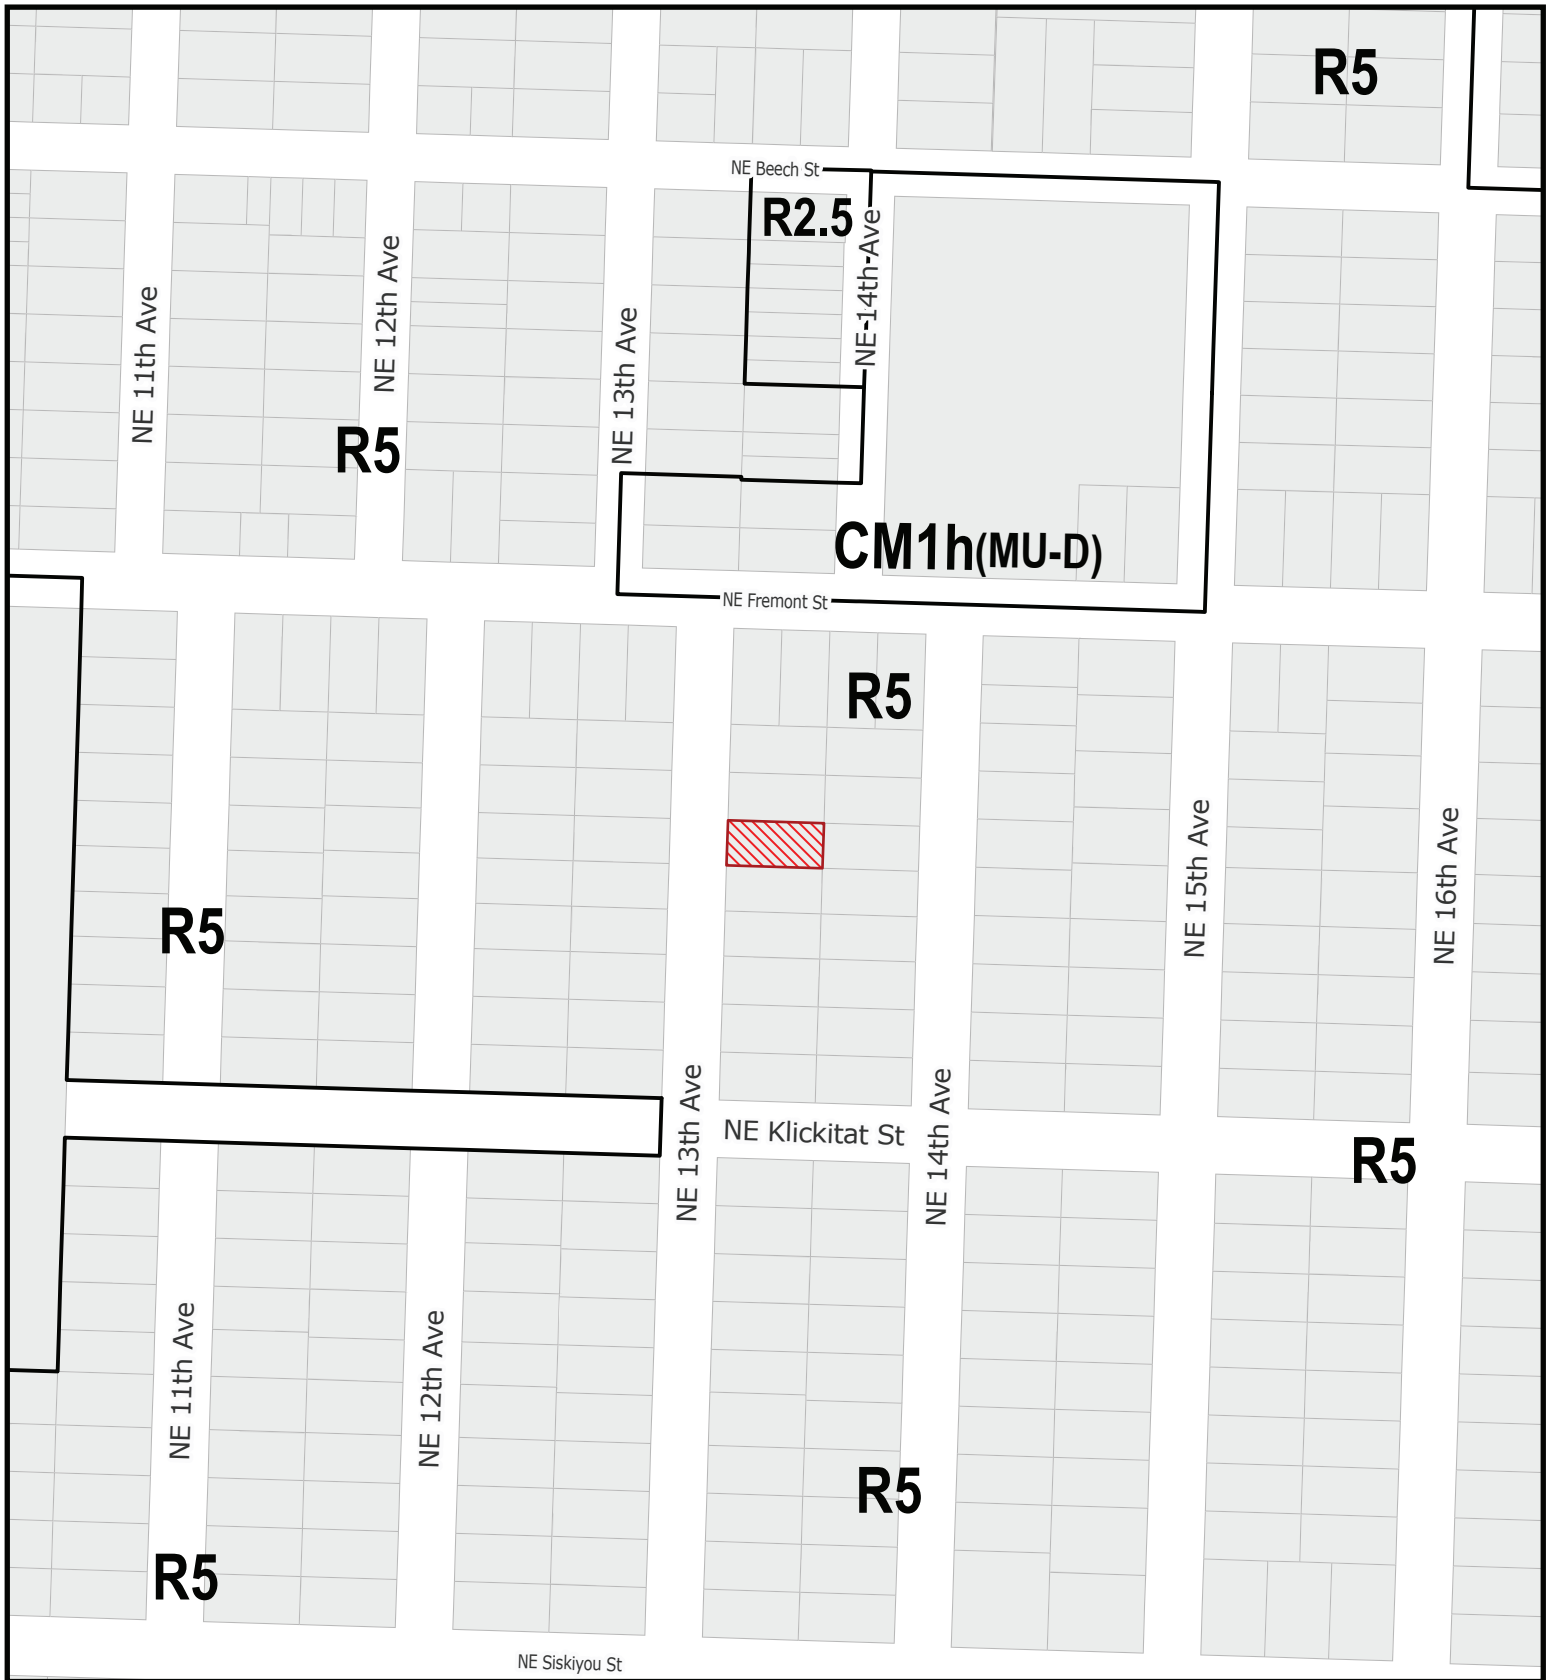 R5
NE Beech St
R2.5
NE 14th Ave
NE 12th Ave
NE 11th Ave
NE 13th Ave
R5
CM1h(MU-D)
NE Fremont St
R5
NE 15th Ave
NE 16th Ave
R5
NE 13th Ave
NE Klickitat St
NE 14th Ave
R5
NE 11th Ave
NE 12th Ave
R5
R5
NE Siskiyou St